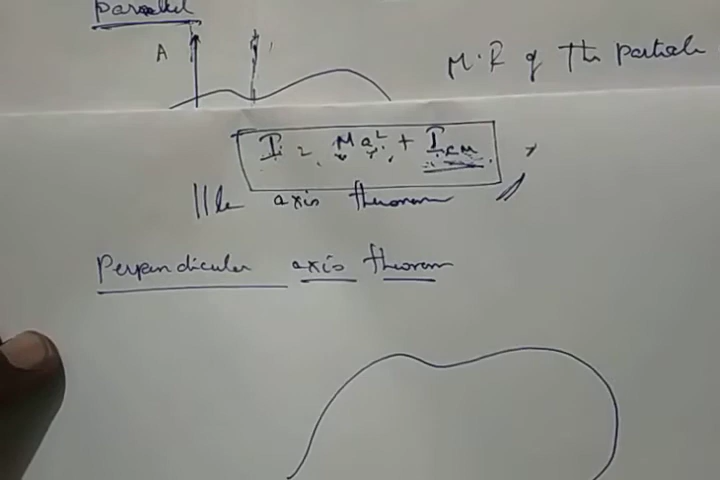 Parallel
A
M.R of the particle
I = Ma² + ICM
||le axis theorem
Perpendicular axis theorem